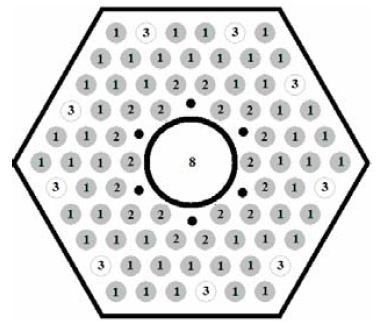 1 3 1 1 3 1
1 1 1 1 1 1 1
1 1 1 2 2 1 1 3
3 1 2 2 2 2 1 1
1 1 2 2 1 1
1 1 1 2 8 2 1 1 1
3 1 2 2 1 3
1 1 2 2 2 2 1 1
1 1 1 2 2 1 1 1
3 1 1 1 1 1 3
1 1 1 3 1 1